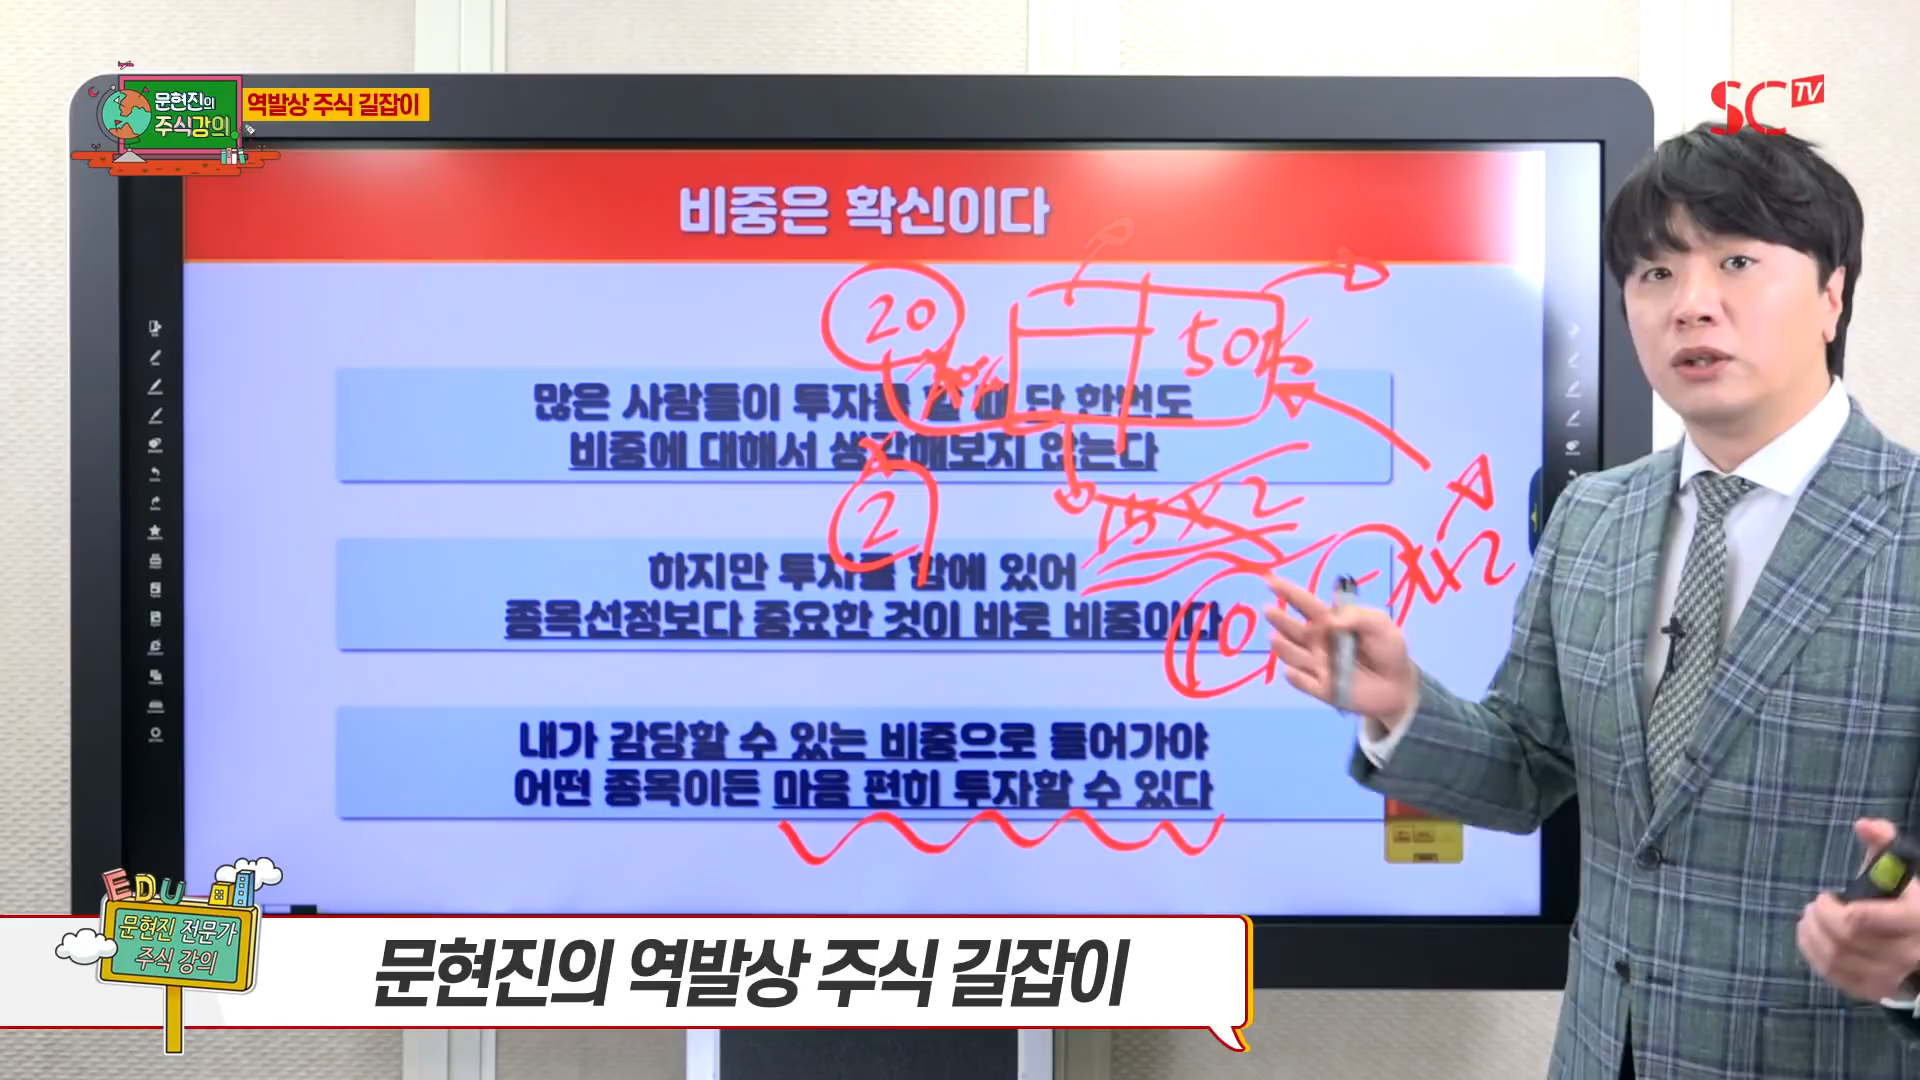 문현진의
주식강의
역발상 주식 길잡이
SC TV
비중은 확신이다
20
50%
많은 사람들이 투자를 할 때 단 한번도
비중에 대해서 생각해보지 않는다
2
하지만 투자를 함에 있어
종목선정보다 중요한 것이 바로 비중이다
내가 감당할 수 있는 비중으로 들어가야
어떤 종목이든 마음 편히 투자할 수 있다
EDU
문현진 전문가
주식 강의
문현진의 역발상 주식 길잡이